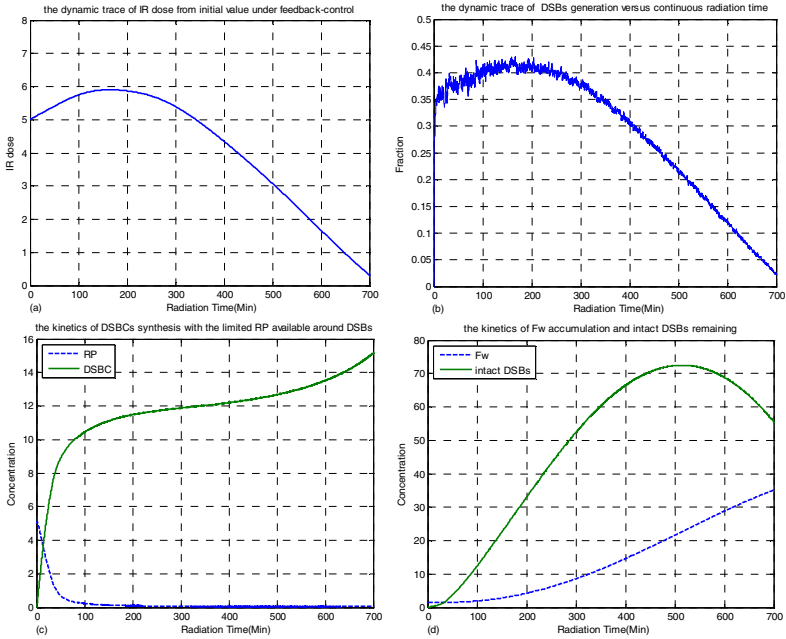 the dynamic trace of IR dose from initial value under feedback-control
8
7
6
5
4
3
2
1
0
IR dose
0 100 200 300 400 500 600 700
Radiation Time(Min)
(a)
the dynamic trace of DSBs generation versus continuous radiation time
0.5
0.45
0.4
0.35
0.3
0.25
0.2
0.15
0.1
0.05
0
Fraction
0 100 200 300 400 500 600 700
Radiation Time(Min)
(b)
the kinetics of DSBCs synthesis with the limited RP available around DSBs
16
14
12
10
8
6
4
2
0
Concentration
RP
DSBC
0 100 200 300 400 500 600 700
Radiation Time(Min)
(c)
the kinetics of Fw accumulation and intact DSBs remaining
80
70
60
50
40
30
20
10
0
Concentration
Fw
intact DSBs
0 100 200 300 400 500 600 700
Radiation Time(Min)
(d)